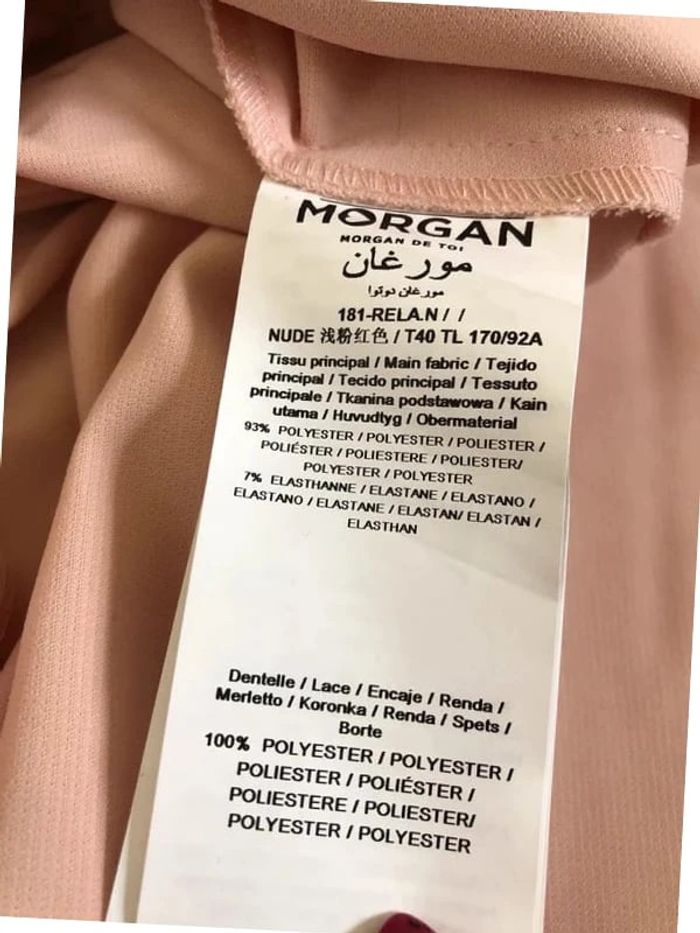 MORGAN
MORGAN DE TOI
مورغان
مورغان دوتوا
181-RELA.N / /
NUDE 浅粉红色 / T40 TL 170/92A
Tissu principal / Main fabric / Tejido
principal / Tecido principal / Tessuto
principale / Tkanina podstawowa / Kain
utama / Huvudtyg / Obermaterial
93% POLYESTER / POLYESTER / POLIESTER /
POLIÉSTER / POLIESTERE / POLIESTER/
POLYESTER / POLYESTER
7% ELASTHANNE / ELASTANE / ELASTANO /
ELASTANO / ELASTANE / ELASTAN/ ELASTAN /
ELASTHAN
Dentelle / Lace / Encaje / Renda /
Merletto / Koronka / Renda / Spets /
Borte
100% POLYESTER / POLYESTER /
POLIESTER / POLIÉSTER /
POLIESTERE / POLIESTER/
POLYESTER / POLYESTER